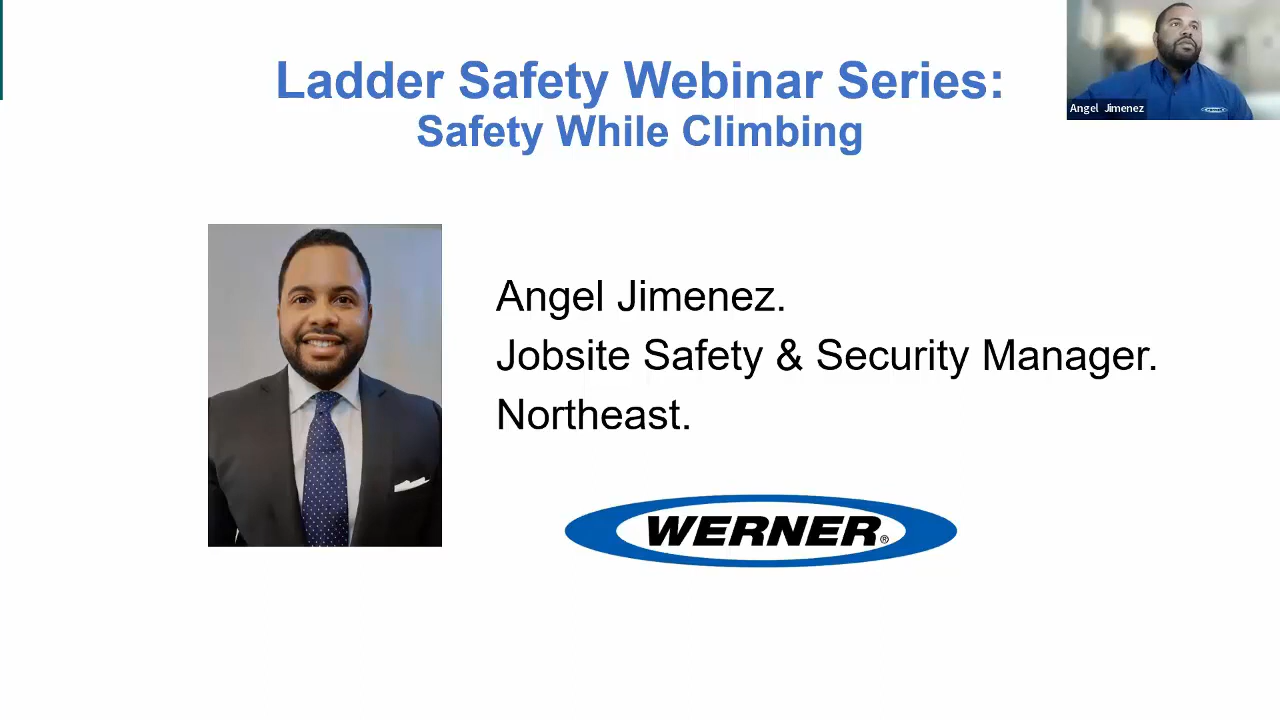 Ladder Safety Webinar Series:
Safety While Climbing
Angel Jimenez
Angel Jimenez.
Jobsite Safety & Security Manager.
Northeast.
WERNER®